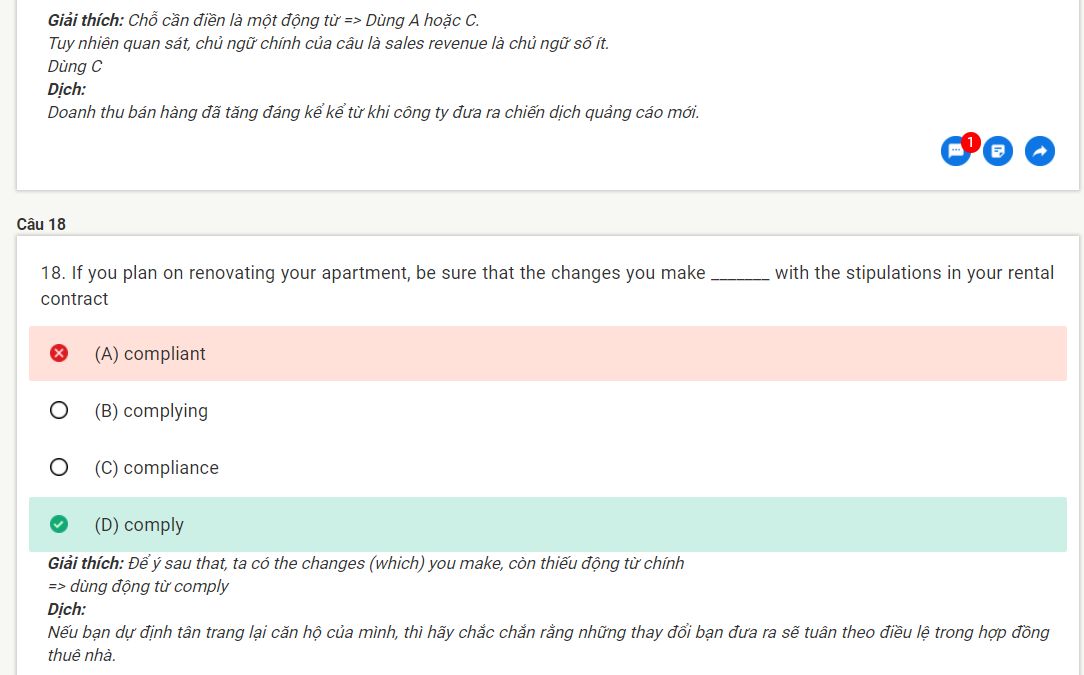 Giải thích: Chỗ cần điền là một động từ => Dùng A hoặc C.
Tuy nhiên quan sát, chủ ngữ chính của câu là sales revenue là chủ ngữ số ít.
Dùng C
Dịch:
Doanh thu bán hàng đã tăng đáng kể kể từ khi công ty đưa ra chiến dịch quảng cáo mới.
1
Câu 18
18. If you plan on renovating your apartment, be sure that the changes you make _______ with the stipulations in your rental
contract
(A) compliant
(B) complying
(C) compliance
(D) comply
Giải thích: Để ý sau that, ta có the changes (which) you make, còn thiếu động từ chính
=> dùng động từ comply
Dịch:
Nếu bạn dự định tân trang lại căn hộ của mình, thì hãy chắc chắn rằng những thay đổi bạn đưa ra sẽ tuân theo điều lệ trong hợp đồng
thuê nhà.